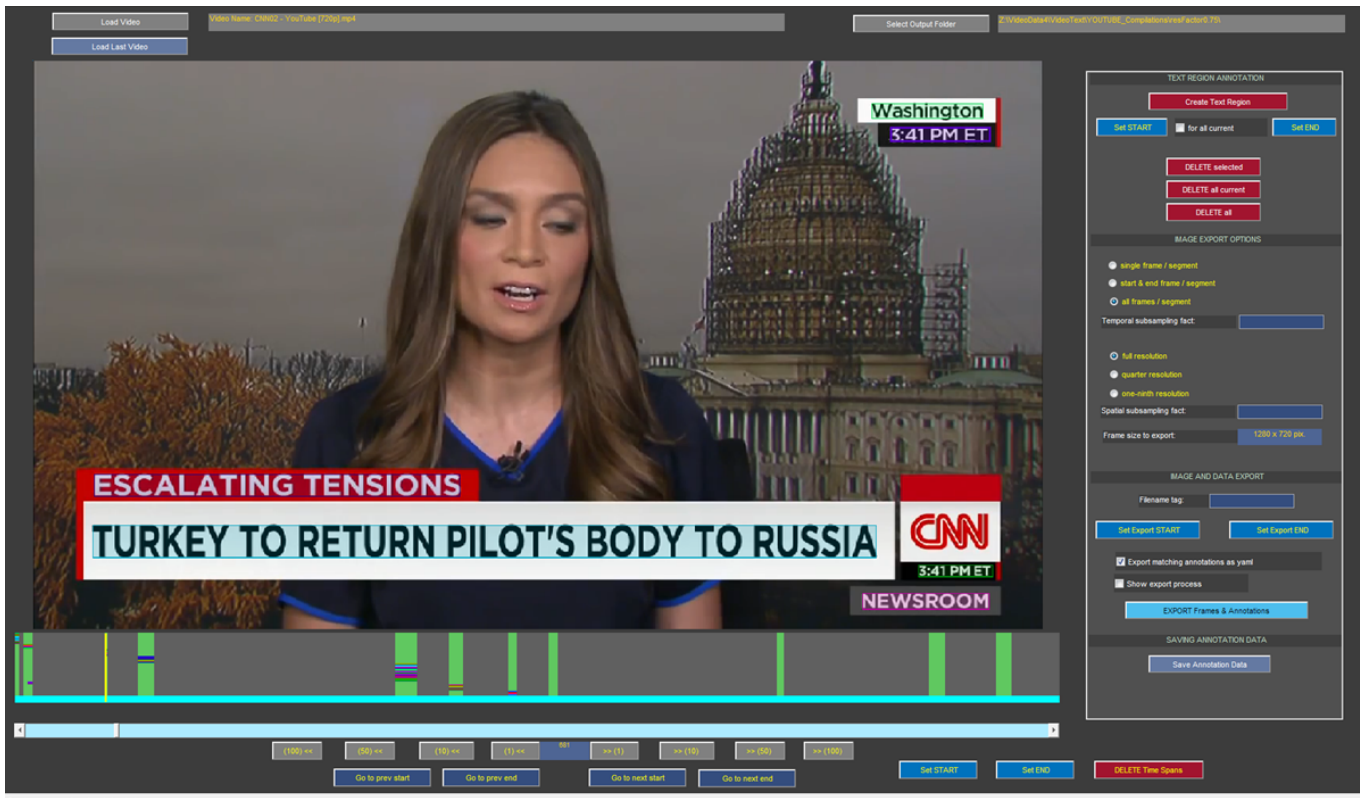 Load Video
Video Name: CNN02 - YouTube [720p].mp4
Select Output Folder
Z:\VideoData4\VideoText\YOUTUBE_Compilations\resFactor0.75\
Load Last Video
Washington
3:41 PM ET
ESCALATING TENSIONS
TURKEY TO RETURN PILOT'S BODY TO RUSSIA
CNN
3:41 PM ET
NEWSROOM
TEXT REGION ANNOTATION
Create Text Region
Set START
for all current
Set END
DELETE selected
DELETE all current
DELETE all
IMAGE EXPORT OPTIONS
single frame / segment
start & end frame / segment
all frames / segment
Temporal subsampling fact:
full resolution
quarter resolution
one-ninth resolution
Spatial subsampling fact:
Frame size to export: 1280 x 720 pix.
IMAGE AND DATA EXPORT
Filename tag:
Set Export START
Set Export END
Export matching annotations as yaml
Show export process
EXPORT Frames & Annotations
SAVING ANNOTATION DATA
Save Annotation Data
(100) <<
(50) <<
(10) <<
(1) <<
681
>> (1)
>> (10)
>> (50)
>> (100)
Go to prev start
Go to prev end
Go to next start
Go to next end
Set START
Set END
DELETE Time Spans